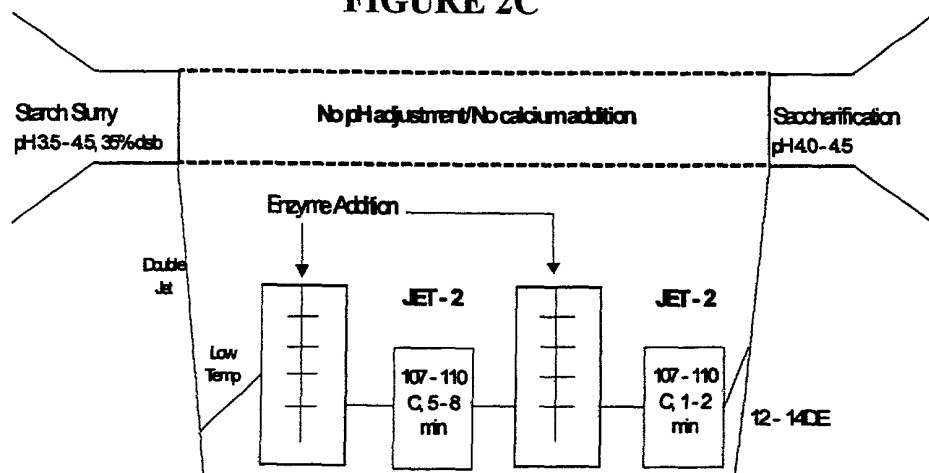 FIGURE 2C
Starch Slurry
pH 3.5 - 4.5, 35% dsb
No pH adjustment/No calcium addition
Saccharification
pH 4.0 - 4.5
Enzyme Addition
Double
Jet
Low
Temp
JET - 2
107 - 110
C, 5 - 8
min
JET - 2
107 - 110
C, 1 - 2
min
12 - 14DE